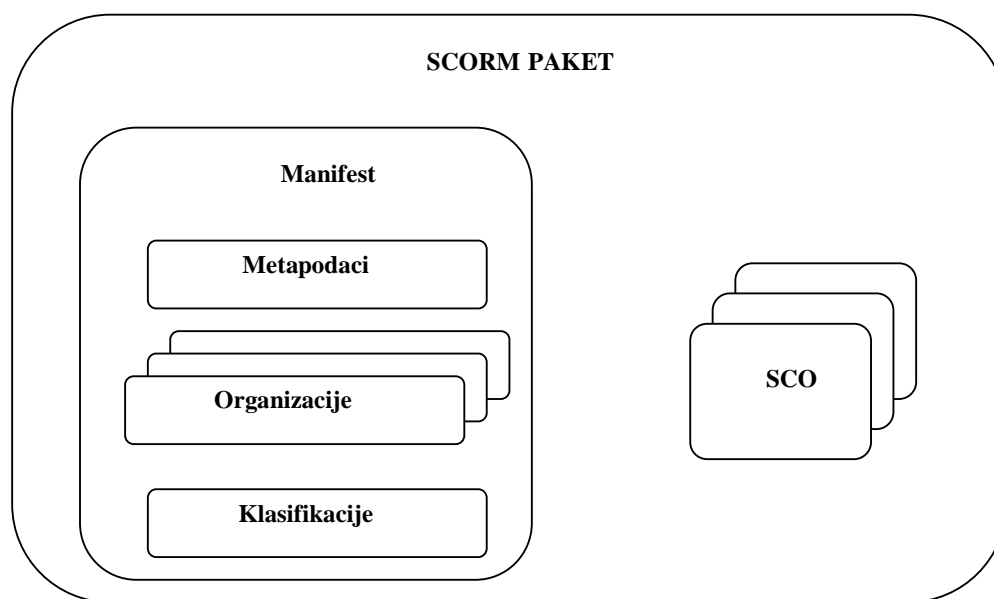 SCORM PAKET
Manifest
Metapodaci
Organizacije
Klasifikacije
SCO